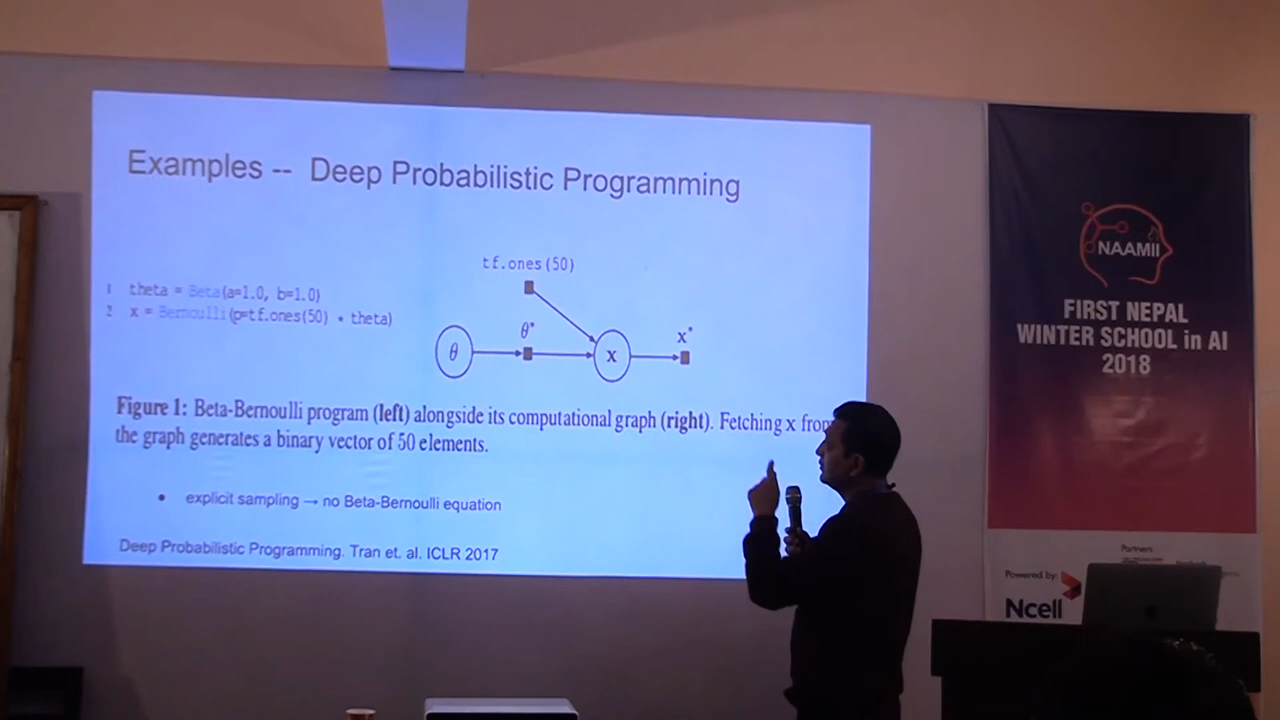 Examples -- Deep Probabilistic Programming
tf.ones(50)
1 theta = Beta(a=1.0, b=1.0)
2 x = Bernoulli(p=tf.ones(50) * theta)
θ*
x*
θ
x
Figure 1: Beta-Bernoulli program (left) alongside its computational graph (right). Fetching x from
the graph generates a binary vector of 50 elements.
• explicit sampling → no Beta-Bernoulli equation
Deep Probabilistic Programming. Tran et. al. ICLR 2017
NAAMII
FIRST NEPAL
WINTER SCHOOL in AI
2018
Partners
Powered by:
Ncell